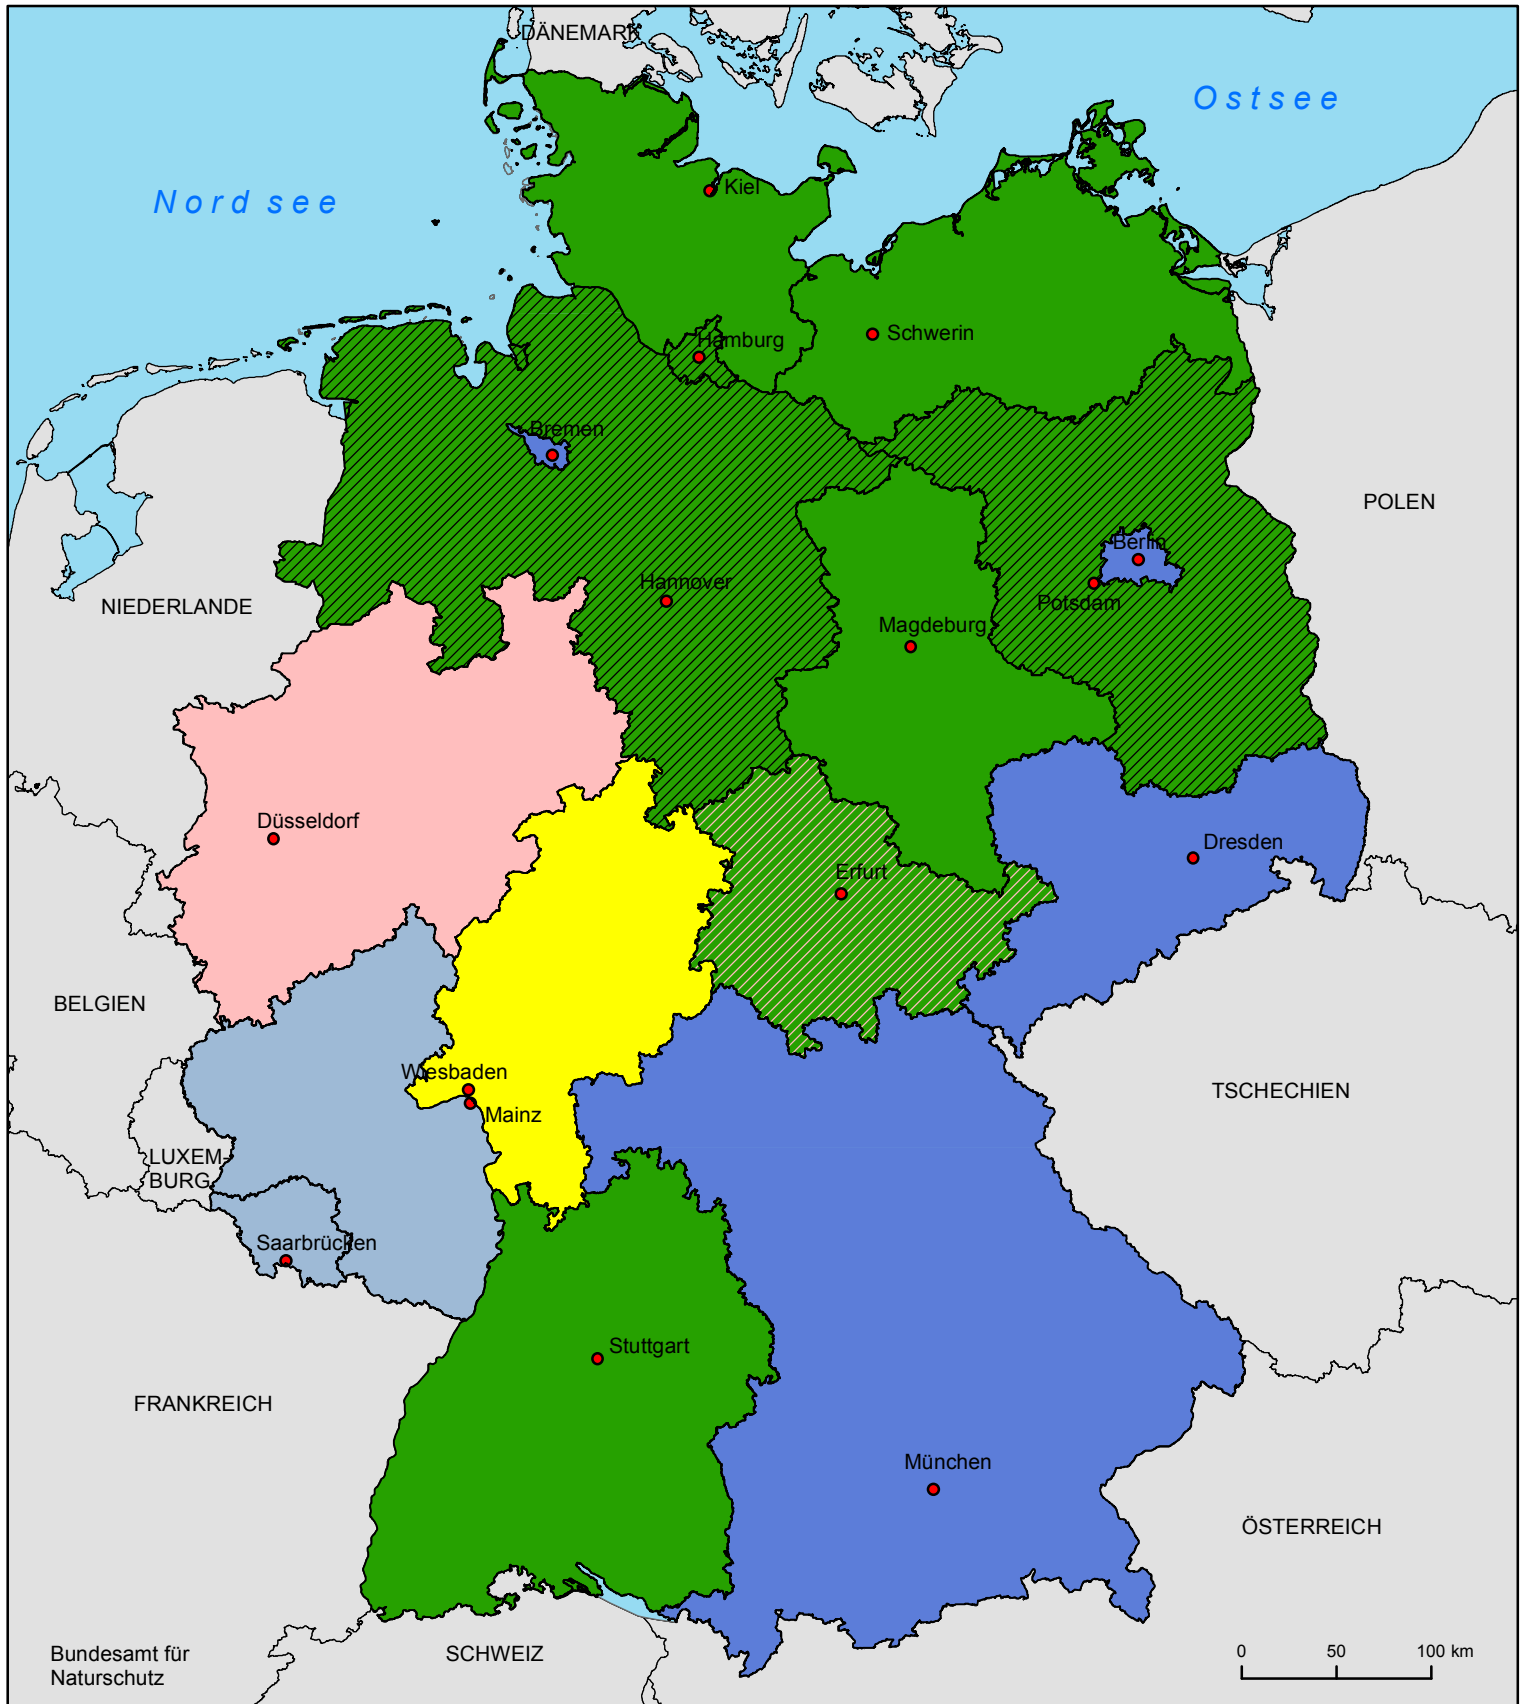 DÄNEMARK
Ostsee
Nord see
Kiel
Schwerin
Hamburg
Bremen
POLEN
Berlin
Hannover
Potsdam
NIEDERLANDE
Magdeburg
Düsseldorf
Dresden
Erfurt
BELGIEN
Wiesbaden
TSCHECHIEN
Mainz
LUXEM-
BURG
Saarbrücken
Stuttgart
FRANKREICH
München
ÖSTERREICH
Bundesamt für
Naturschutz
SCHWEIZ
0 50 100 km